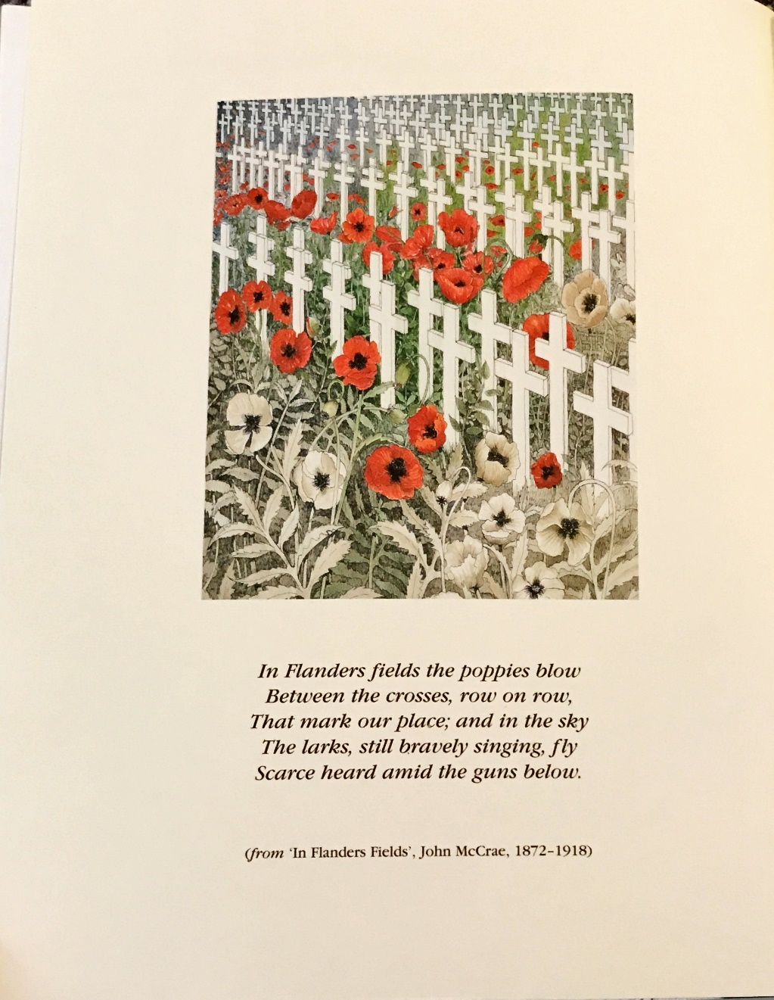 In Flanders fields the poppies blow
Between the crosses, row on row,
That mark our place; and in the sky
The larks, still bravely singing, fly
Scarce heard amid the guns below.
(from ‘In Flanders Fields’, John McCrae, 1872–1918)